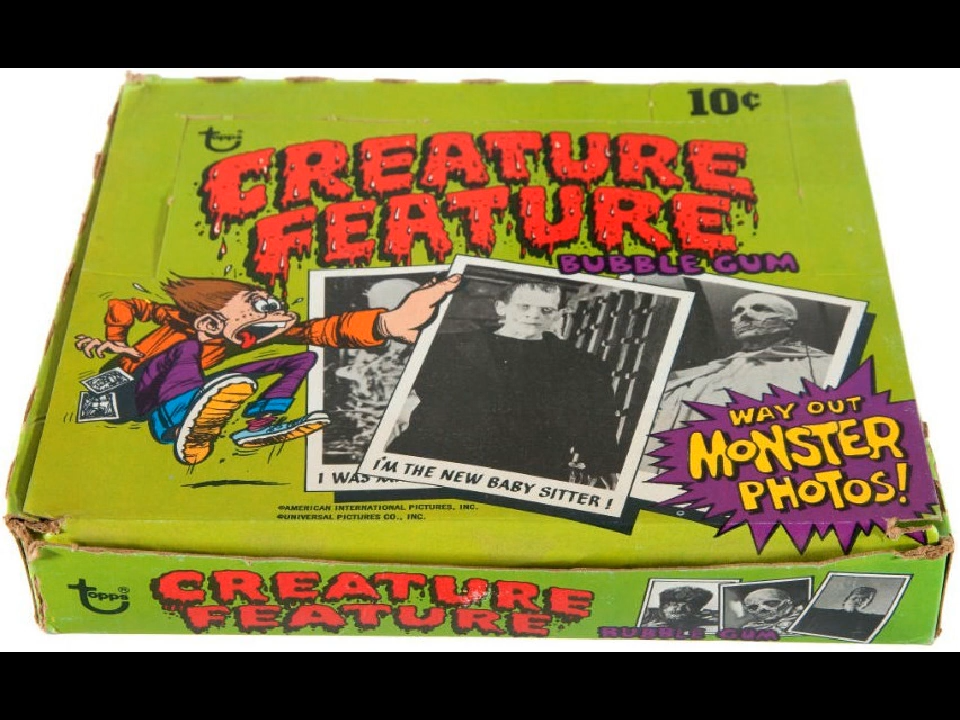 10¢
Topps
CREATURE
FEATURE
BUBBLE GUM
WAY OUT
MONSTER
PHOTOS!
I WAS
I'M THE NEW BABY SITTER!
©AMERICAN INTERNATIONAL PICTURES, INC.
©UNIVERSAL PICTURES CO., INC.
Topps®
CREATURE
FEATURE
BUBBLE GUM